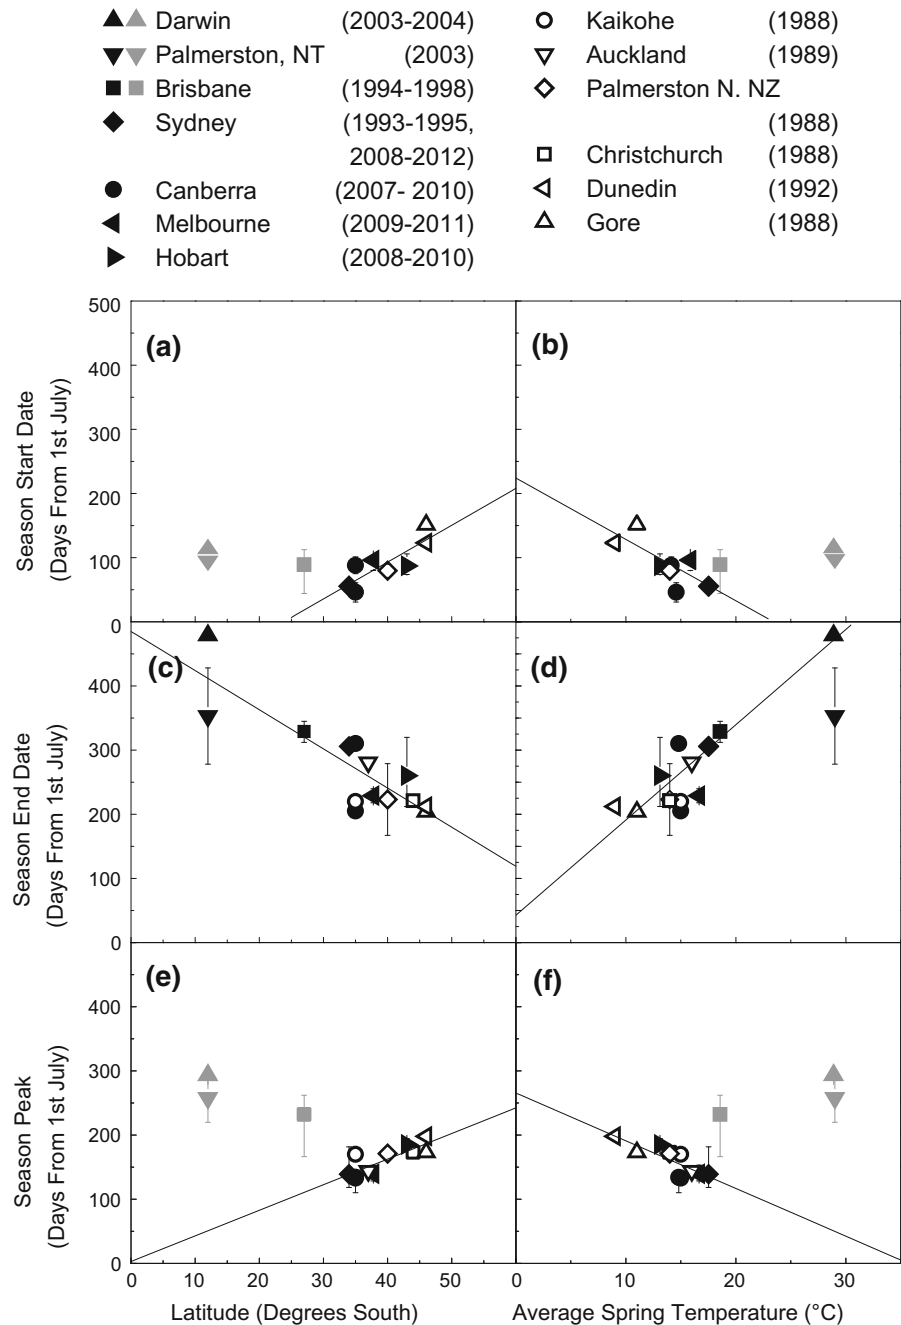 Darwin (2003-2004)
Palmerston, NT (2003)
Brisbane (1994-1998)
Sydney (1993-1995,
2008-2012)
Canberra (2007- 2010)
Melbourne (2009-2011)
Hobart (2008-2010)
Kaikohe (1988)
Auckland (1989)
Palmerston N. NZ
(1988)
Christchurch (1988)
Dunedin (1992)
Gore (1988)
Season Start Date
(Days From 1st July)
500
400
300
200
100
0
(a)
(b)
Season End Date
(Days From 1st July)
400
300
200
100
0
(c)
(d)
Season Peak
(Days From 1st July)
400
300
200
100
0
(e)
(f)
0 10 20 30 40 50
0 10 20 30
Latitude (Degrees South)
Average Spring Temperature (°C)